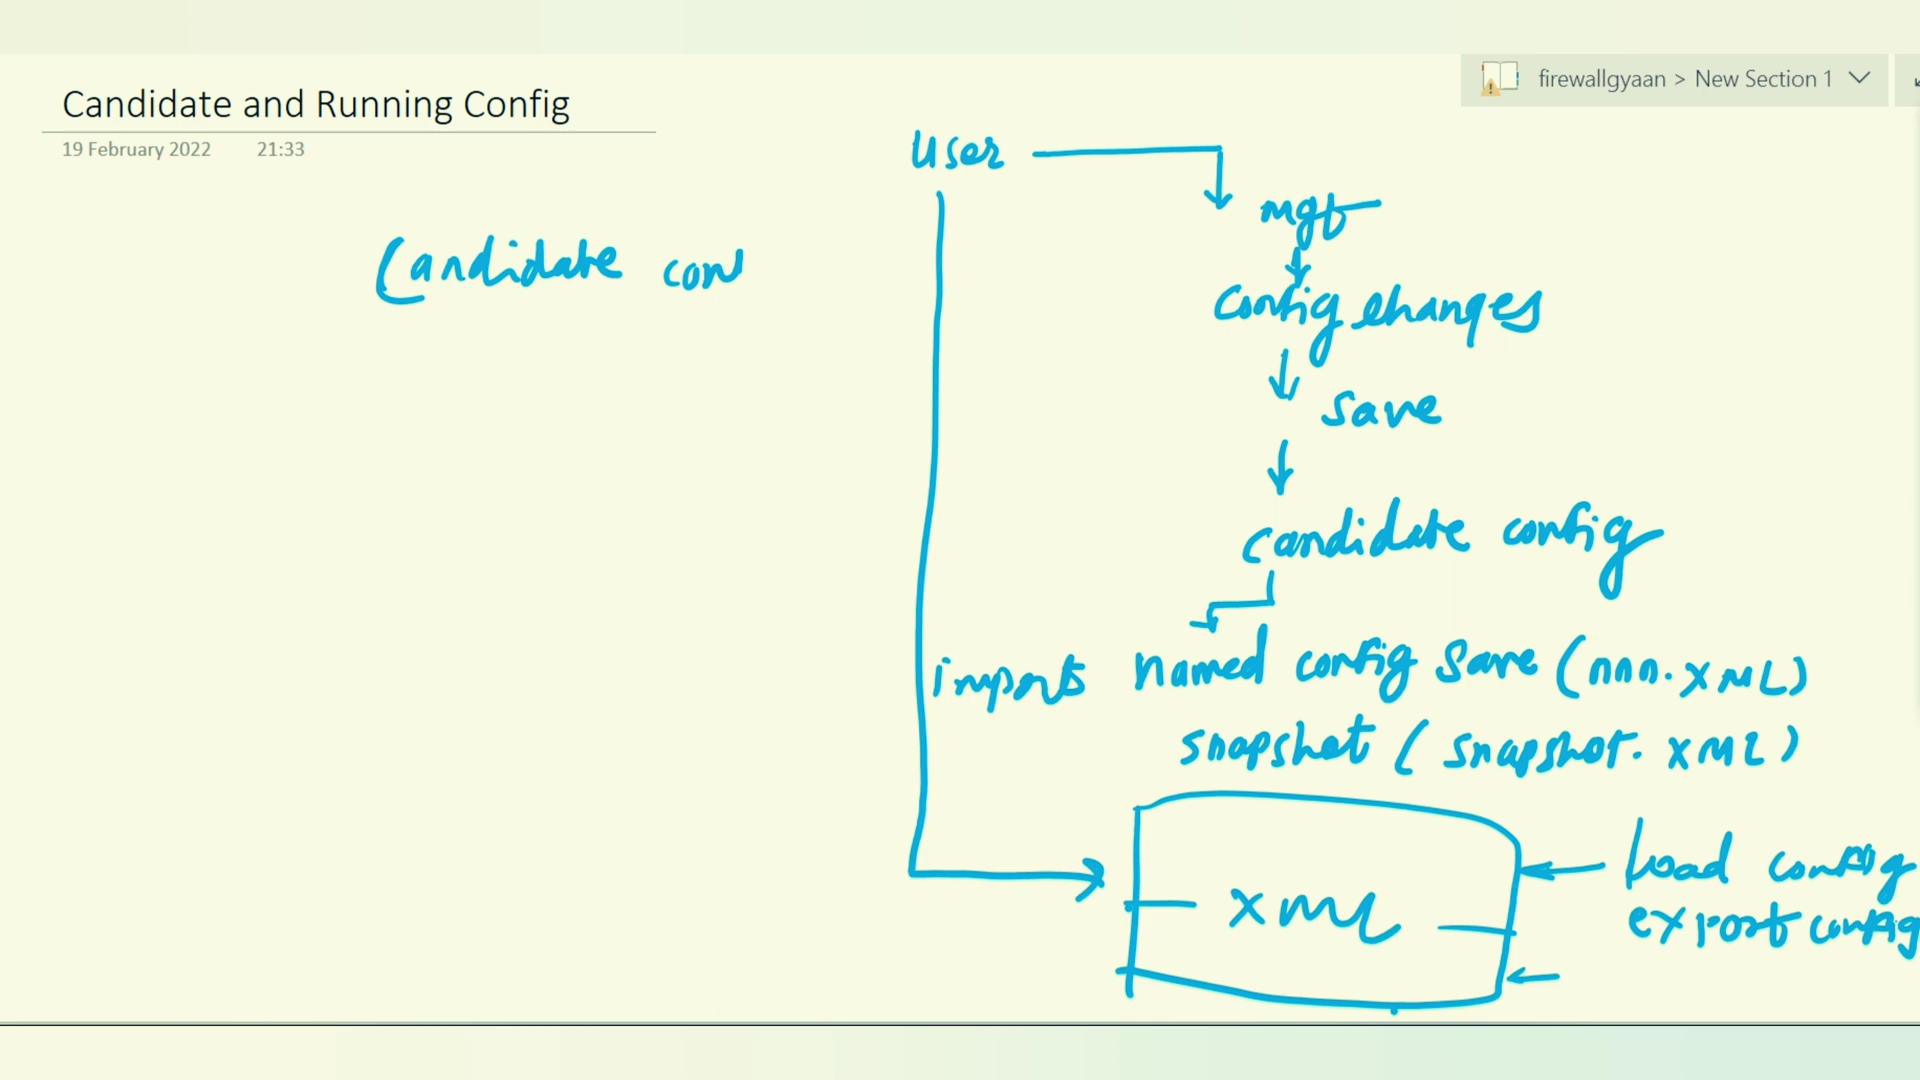 firewallgyaan > New Section 1
Candidate and Running Config
19 February 2022 21:33
user
mgt
Candidate con
config changes
save
candidate config
imports named config save (nnn.XML)
snapshot (snapshot.XML)
load config
xml
export config